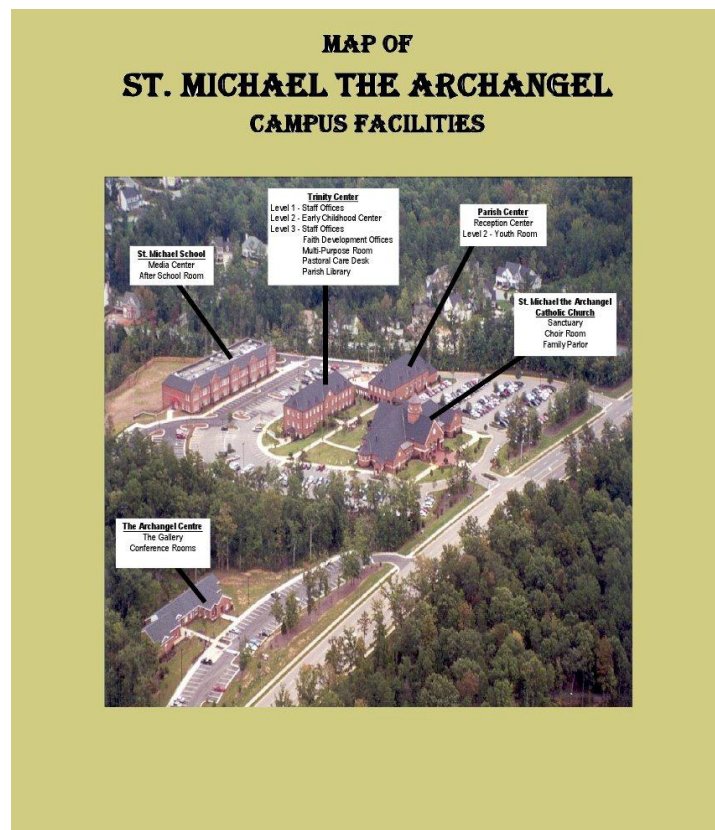 MAP OF
ST. MICHAEL THE ARCHANGEL
CAMPUS FACILITIES
Trinity Center
Level 1 - Staff Offices
Level 2 - Early Childhood Center
Level 3 - Staff Offices
Faith Development Offices
Multi-Purpose Room
Pastoral Care Desk
Parish Library
Parish Center
Reception Center
Level 2 - Youth Room
St. Michael School
Media Center
After School Room
St. Michael the Archangel
Catholic Church
Sanctuary
Choir Room
Family Parlor
The Archangel Centre
The Gallery
Conference Rooms